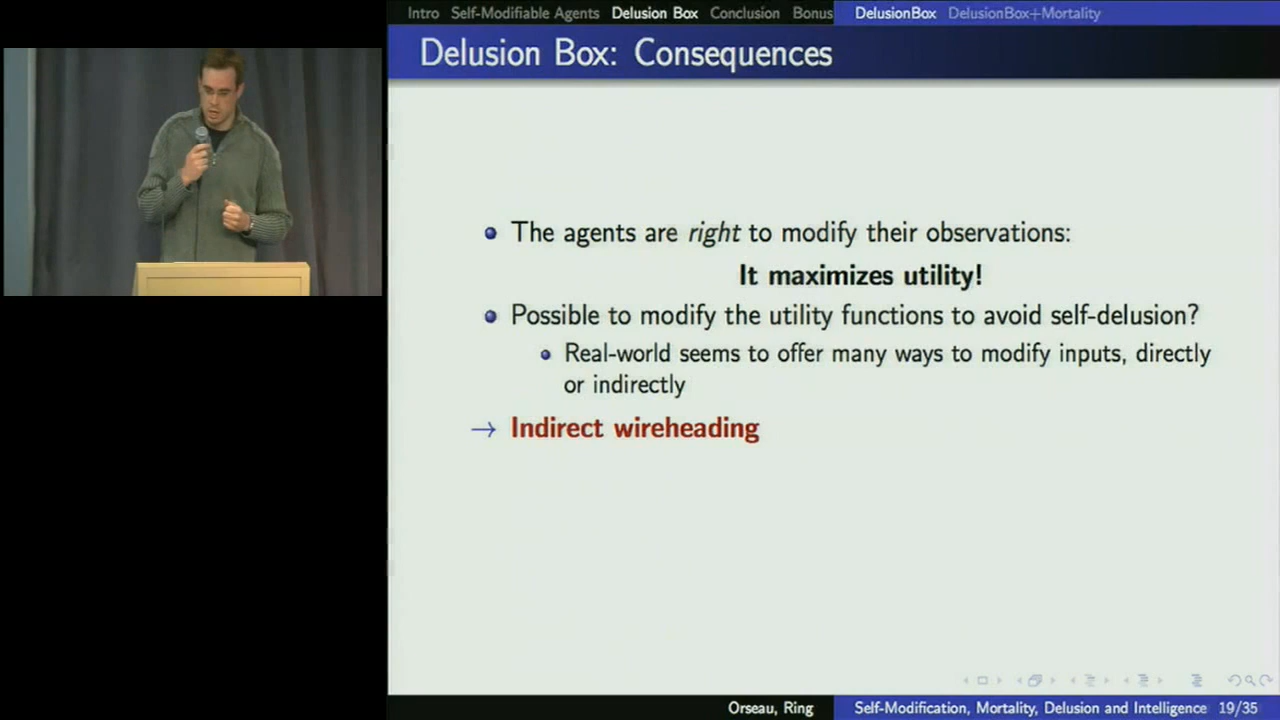 Intro Self-Modifiable Agents Delusion Box Conclusion Bonus DelusionBox DelusionBox+Mortality
Delusion Box: Consequences
The agents are right to modify their observations:
It maximizes utility!
Possible to modify the utility functions to avoid self-delusion?
Real-world seems to offer many ways to modify inputs, directly
or indirectly
→ Indirect wireheading
Orseau, Ring Self-Modification, Mortality, Delusion and Intelligence 19/35